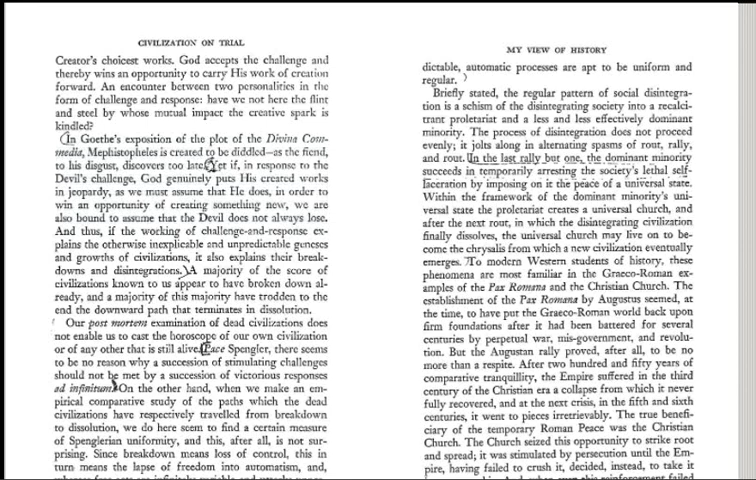 CIVILIZATION ON TRIAL
Creator's choicest works. God accepts the challenge and
thereby wins an opportunity to carry His work of creation
forward. An encounter between two personalities in the
form of challenge and response: have we not here the flint
and steel by whose mutual impact the creative spark is
kindled?
(In Goethe's exposition of the plot of the Divina Com-
media, Mephistopheles is created to be diddled—as the fiend,
to his disgust, discovers too late. Yet if, in response to the
Devil's challenge, God genuinely puts His created works
in jeopardy, as we must assume that He does, in order to
win an opportunity of creating something new, we are
also bound to assume that the Devil does not always lose.
And thus, if the working of challenge-and-response ex-
plains the otherwise inexplicable and unpredictable geneses
and growths of civilizations, it also explains their break-
downs and disintegrations.) A majority of the score of
civilizations known to us appear to have broken down al-
ready, and a majority of this majority have trodden to the
end the downward path that terminates in dissolution.
Our post mortem examination of dead civilizations does
not enable us to cast the horoscope of our own civilization
or of any other that is still alive. Pace Spengler, there seems
to be no reason why a succession of stimulating challenges
should not be met by a succession of victorious responses
ad infinitum. On the other hand, when we make an em-
pirical comparative study of the paths which the dead
civilizations have respectively travelled from breakdown
to dissolution, we do here seem to find a certain measure
of Spenglerian uniformity, and this, after all, is not sur-
prising. Since breakdown means loss of control, this in
turn means the lapse of freedom into automatism, and,
MY VIEW OF HISTORY
dictable, automatic processes are apt to be uniform and
regular. )
Briefly stated, the regular pattern of social disintegra-
tion is a schism of the disintegrating society into a recalci-
trant proletariat and a less and less effectively dominant
minority. The process of disintegration does not proceed
evenly; it jolts along in alternating spasms of rout, rally,
and rout. In the last rally but one, the dominant minority
succeeds in temporarily arresting the society's lethal self-
laceration by imposing on it the peace of a universal state.
Within the framework of the dominant minority's uni-
versal state the proletariat creates a universal church, and
after the next rout, in which the disintegrating civilization
finally dissolves, the universal church may live on to be-
come the chrysalis from which a new civilization eventually
emerges. To modern Western students of history, these
phenomena are most familiar in the Graeco-Roman ex-
amples of the Pax Romana and the Christian Church. The
establishment of the Pax Romana by Augustus seemed, at
the time, to have put the Graeco-Roman world back upon
firm foundations after it had been battered for several
centuries by perpetual war, mis-government, and revolu-
tion. But the Augustan rally proved, after all, to be no
more than a respite. After two hundred and fifty years of
comparative tranquillity, the Empire suffered in the third
century of the Christian era a collapse from which it never
fully recovered, and at the next crisis, in the fifth and sixth
centuries, it went to pieces irretrievably. The true benefi-
ciary of the temporary Roman Peace was the Christian
Church. The Church seized this opportunity to strike root
and spread; it was stimulated by persecution until the Em-
pire, having failed to crush it, decided, instead, to take it